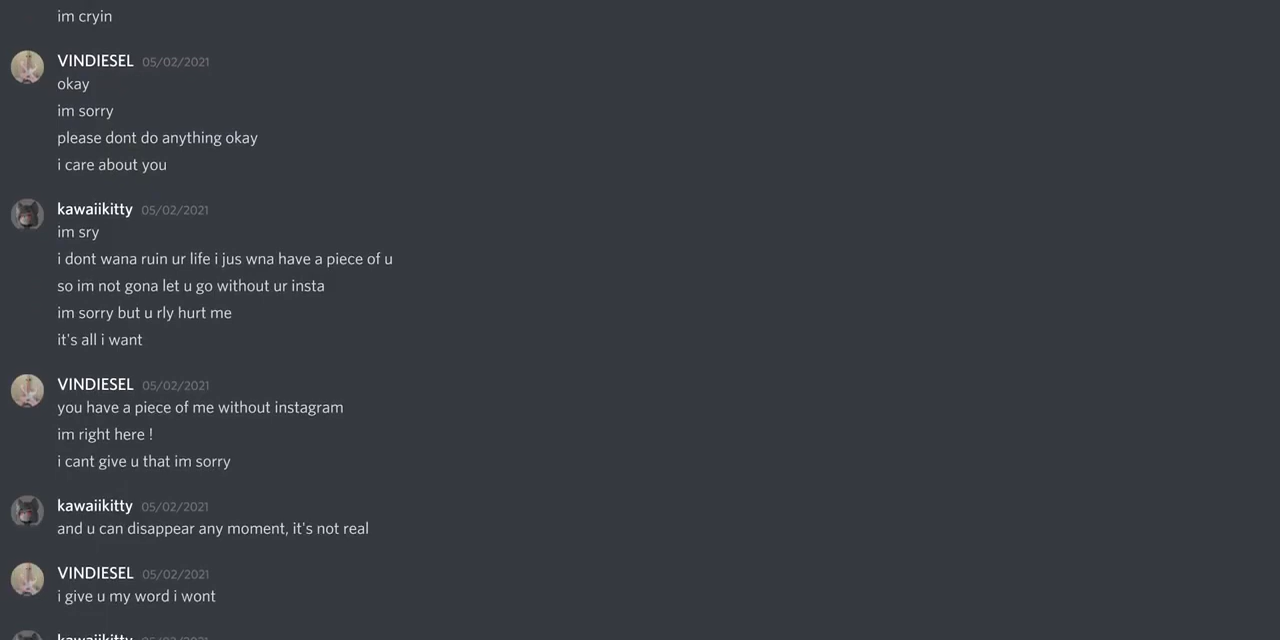 im cryin
VINDIESEL 05/02/2021
okay
im sorry
please dont do anything okay
i care about you
kawaiikitty 05/02/2021
im sry
i dont wana ruin ur life i jus wna have a piece of u
so im not gona let u go without ur insta
im sorry but u rly hurt me
it's all i want
VINDIESEL 05/02/2021
you have a piece of me without instagram
im right here !
i cant give u that im sorry
kawaiikitty 05/02/2021
and u can disappear any moment, it's not real
VINDIESEL 05/02/2021
i give u my word i wont
kawaiikitty 05/02/2021